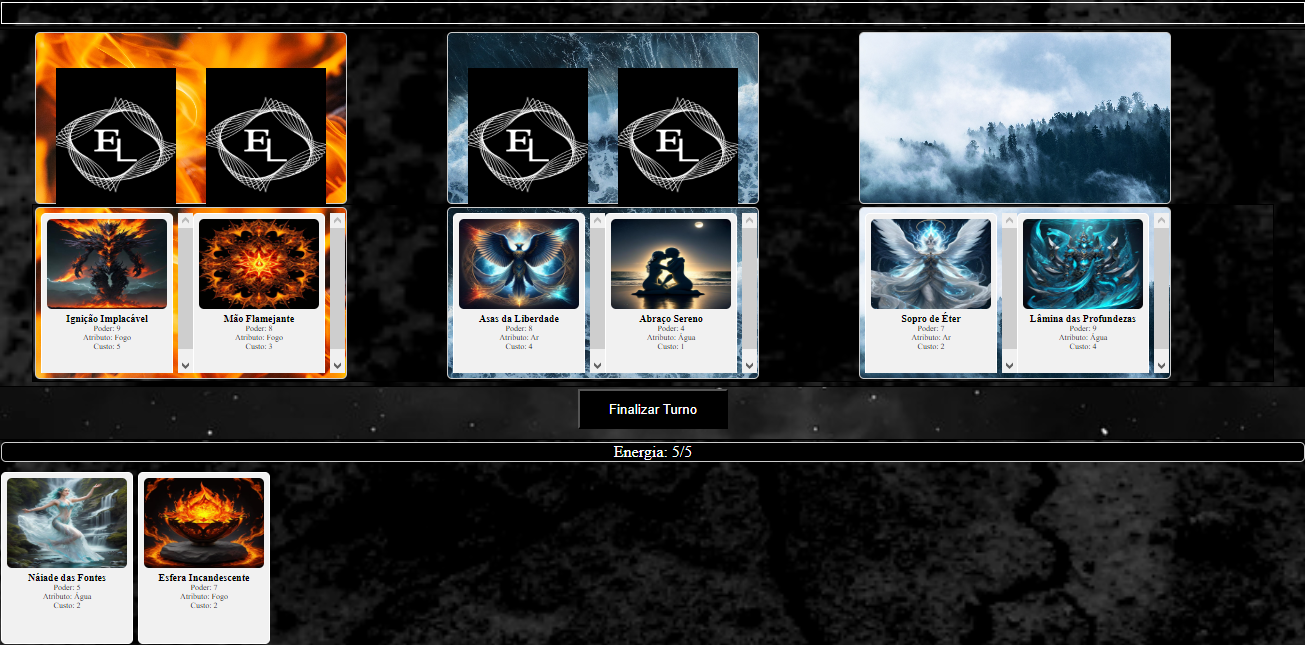 EL
EL
EL
EL
Ignição Implacável
Poder: 9
Atributo: Fogo
Custo: 5
Mão Flamejante
Poder: 8
Atributo: Fogo
Custo: 3
Asas da Liberdade
Poder: 8
Atributo: Ar
Custo: 4
Abraço Sereno
Poder: 4
Atributo: Água
Custo: 1
Sopro de Éter
Poder: 7
Atributo: Ar
Custo: 2
Lâmina das Profundezas
Poder: 9
Atributo: Água
Custo: 4
Finalizar Turno
Energia: 5/5
Náiade das Fontes
Poder: 5
Atributo: Água
Custo: 2
Esfera Incandescente
Poder: 7
Atributo: Fogo
Custo: 2